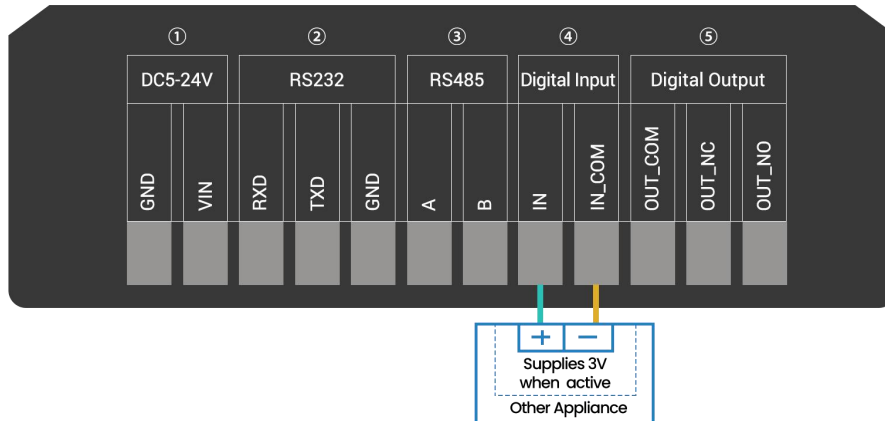 ① ② ③ ④ ⑤
DC5-24V RS232 RS485 Digital Input Digital Output
GND VIN RXD TXD GND A B IN IN_COM OUT_COM OUT_NC OUT_NO
+ −
Supplies 3V
when active
Other Appliance